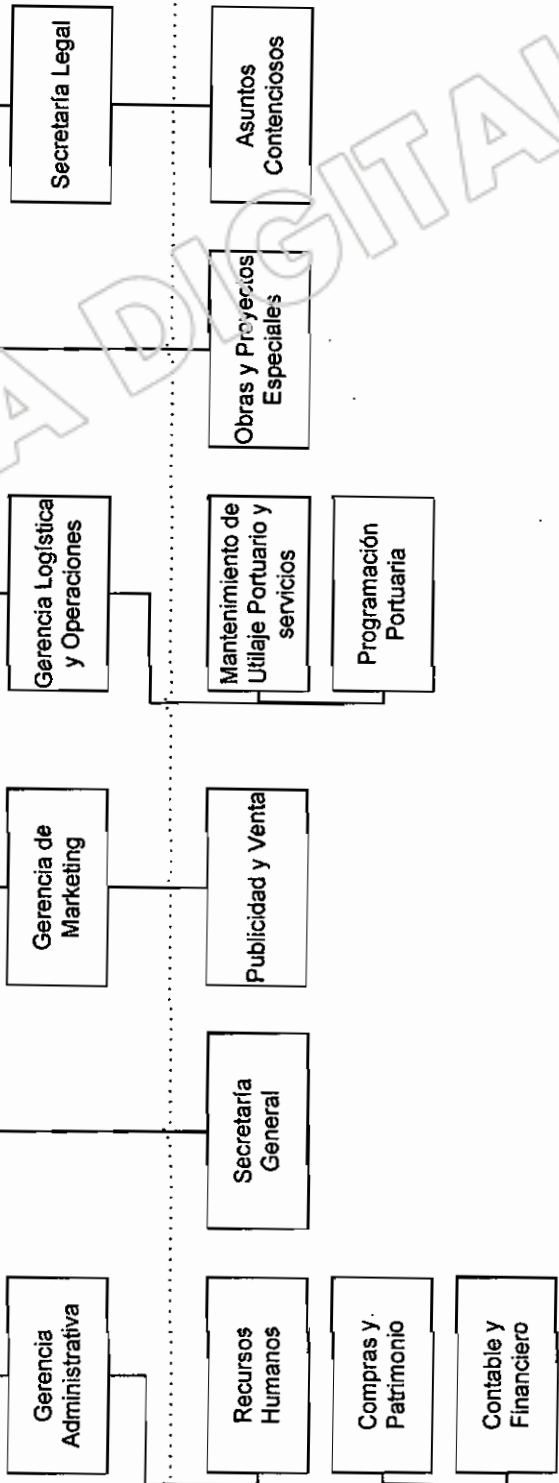 Gerencia
Administrativa
Gerencia de
Marketing
Gerencia Logística
y Operaciones
Secretaría Legal
Recursos
Humanos
Secretaría
General
Publicidad y Venta
Mantenimiento de
Utilaje Portuario y
servicios
Obras y Proyectos
Especiales
Asuntos
Contenciosos
Compras y
Patrimonio
Programación
Portuaria
Contable y
Financiero
A DIGITAL